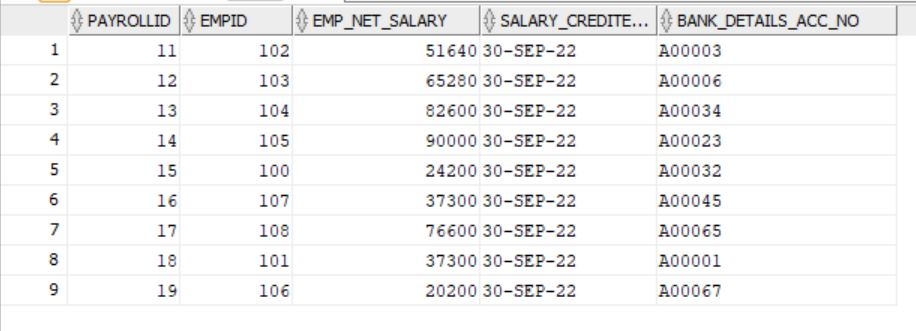 PAYROLLID EMPID EMP_NET_SALARY SALARY_CREDITE... BANK_DETAILS_ACC_NO
1 11 102 51640 30-SEP-22 A00003
2 12 103 65280 30-SEP-22 A00006
3 13 104 82600 30-SEP-22 A00034
4 14 105 90000 30-SEP-22 A00023
5 15 100 24200 30-SEP-22 A00032
6 16 107 37300 30-SEP-22 A00045
7 17 108 76600 30-SEP-22 A00065
8 18 101 37300 30-SEP-22 A00001
9 19 106 20200 30-SEP-22 A00067